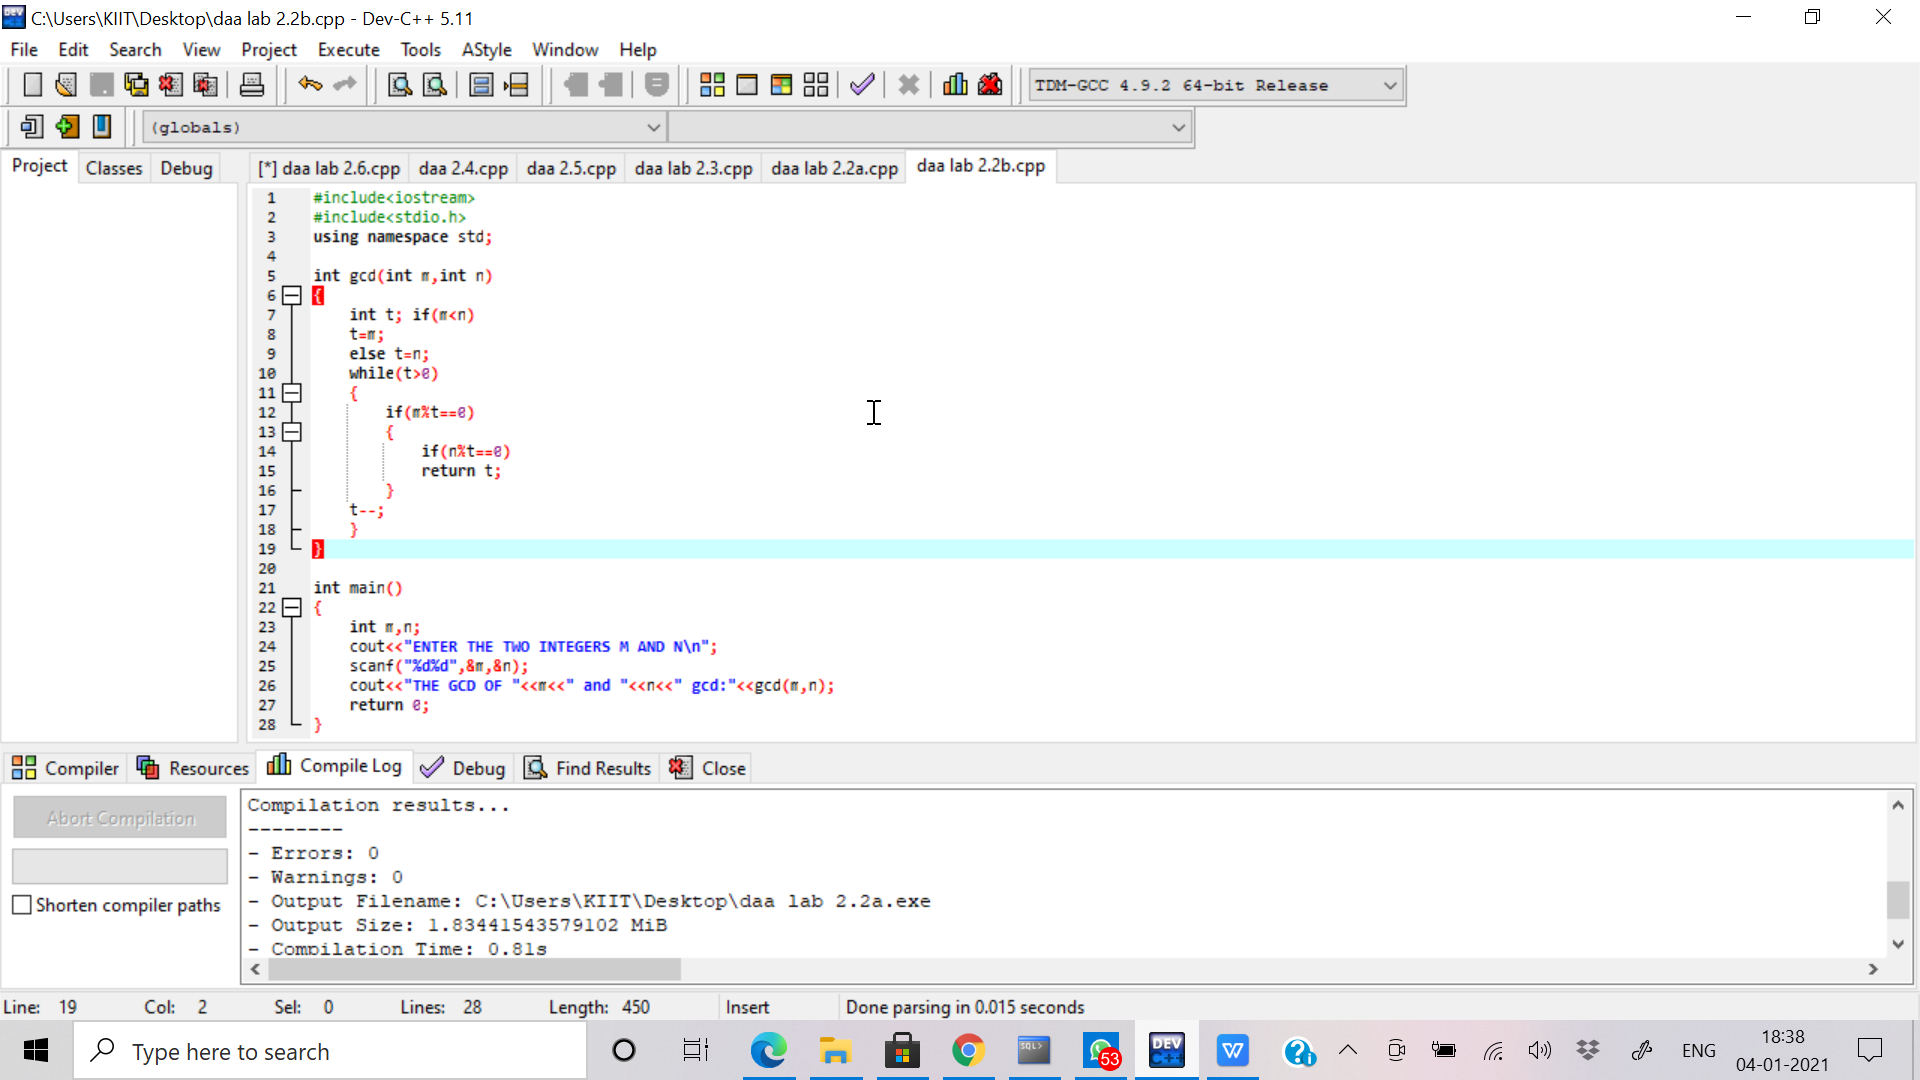 C:\Users\KIIT\Desktop\daa lab 2.2b.cpp - Dev-C++ 5.11
File Edit Search View Project Execute Tools AStyle Window Help
TDM-GCC 4.9.2 64-bit Release
(globals)
Project Classes Debug
[*] daa lab 2.6.cpp daa 2.4.cpp daa 2.5.cpp daa lab 2.3.cpp daa lab 2.2a.cpp daa lab 2.2b.cpp
1 #include<iostream>
2 #include<stdio.h>
3 using namespace std;
4
5 int gcd(int m,int n)
6 {
7 int t; if(m<n)
8 t=m;
9 else t=n;
10 while(t>0)
11 {
12 if(m%t==0)
13 {
14 if(n%t==0)
15 return t;
16 }
17 t--;
18 }
19 }
20
21 int main()
22 {
23 int m,n;
24 cout<<"ENTER THE TWO INTEGERS M AND N\n";
25 scanf("%d%d",&m,&n);
26 cout<<"THE GCD OF "<<m<<" and "<<n<<" gcd:"<<gcd(m,n);
27 return 0;
28 }
Compiler Resources Compile Log Debug Find Results Close
Abort Compilation
Shorten compiler paths
Compilation results...
--------
- Errors: 0
- Warnings: 0
- Output Filename: C:\Users\KIIT\Desktop\daa lab 2.2a.exe
- Output Size: 1.83441543579102 MiB
- Compilation Time: 0.81s
Line: 19 Col: 2 Sel: 0 Lines: 28 Length: 450 Insert Done parsing in 0.015 seconds
Type here to search
SQL>
53
DEV
C++
W
ENG
18:38
04-01-2021